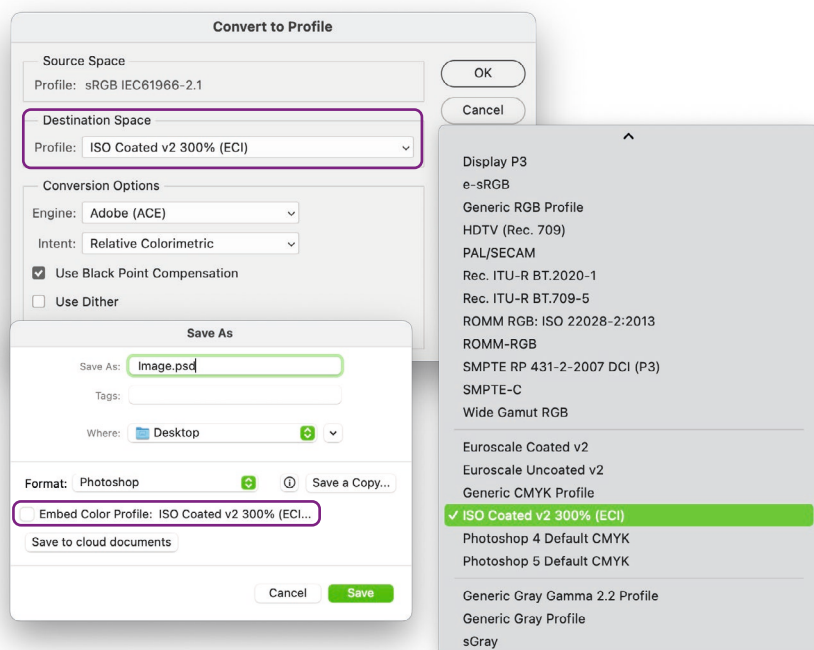 Convert to Profile
Source Space
Profile: sRGB IEC61966-2.1
OK
Cancel
Destination Space
Profile: ISO Coated v2 300% (ECI)
Conversion Options
Engine: Adobe (ACE)
Intent: Relative Colorimetric
Use Black Point Compensation
Use Dither
Save As
Save As: Image.psd
Tags:
Where: Desktop
Format: Photoshop
Save a Copy...
Embed Color Profile: ISO Coated v2 300% (ECI...
Save to cloud documents
Cancel
Save
Display P3
e-sRGB
Generic RGB Profile
HDTV (Rec. 709)
PAL/SECAM
Rec. ITU-R BT.2020-1
Rec. ITU-R BT.709-5
ROMM RGB: ISO 22028-2:2013
ROMM-RGB
SMPTE RP 431-2-2007 DCI (P3)
SMPTE-C
Wide Gamut RGB
Euroscale Coated v2
Euroscale Uncoated v2
Generic CMYK Profile
✓ ISO Coated v2 300% (ECI)
Photoshop 4 Default CMYK
Photoshop 5 Default CMYK
Generic Gray Gamma 2.2 Profile
Generic Gray Profile
sGray